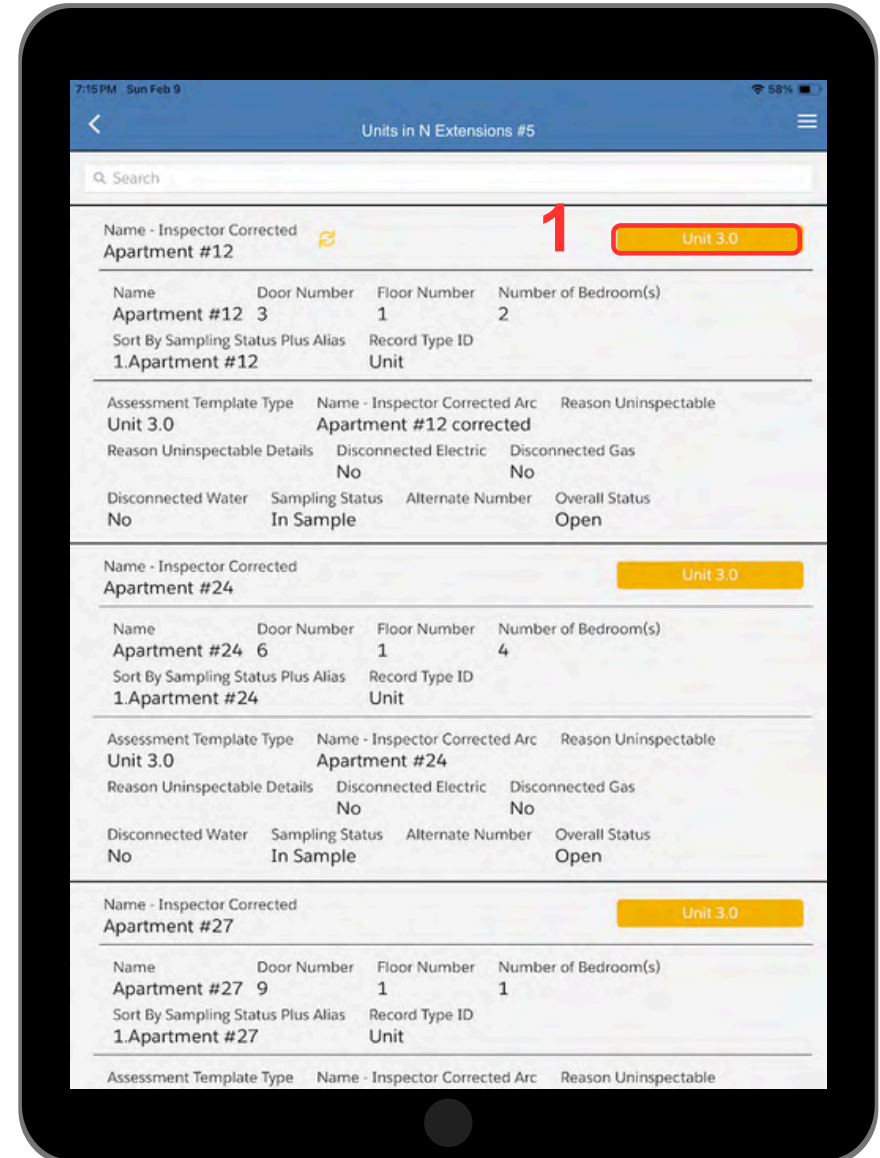 7:15 PM Sun Feb 9 58%
Units in N Extensions #5
Search
1
Name - Inspector Corrected
Apartment #12
Unit 3.0
Name Door Number Floor Number Number of Bedroom(s)
Apartment #12 3 1 2
Sort By Sampling Status Plus Alias Record Type ID
1.Apartment #12 Unit
Assessment Template Type Name - Inspector Corrected Arc Reason Uninspectable
Unit 3.0 Apartment #12 corrected
Reason Uninspectable Details Disconnected Electric Disconnected Gas
No No
Disconnected Water Sampling Status Alternate Number Overall Status
No In Sample Open
Name - Inspector Corrected
Apartment #24
Unit 3.0
Name Door Number Floor Number Number of Bedroom(s)
Apartment #24 6 1 4
Sort By Sampling Status Plus Alias Record Type ID
1.Apartment #24 Unit
Assessment Template Type Name - Inspector Corrected Arc Reason Uninspectable
Unit 3.0 Apartment #24
Reason Uninspectable Details Disconnected Electric Disconnected Gas
No No
Disconnected Water Sampling Status Alternate Number Overall Status
No In Sample Open
Name - Inspector Corrected
Apartment #27
Unit 3.0
Name Door Number Floor Number Number of Bedroom(s)
Apartment #27 9 1 1
Sort By Sampling Status Plus Alias Record Type ID
1.Apartment #27 Unit
Assessment Template Type Name - Inspector Corrected Arc Reason Uninspectable